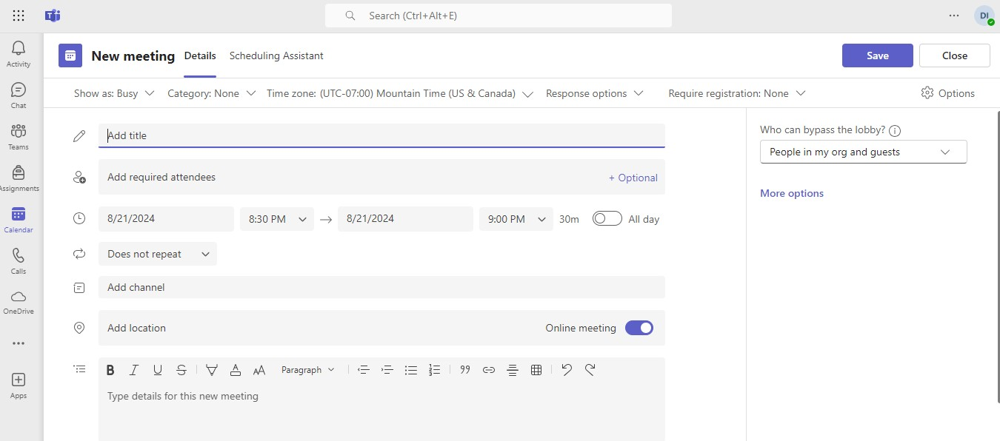 Search (Ctrl+Alt+E)
DI
Activity
Chat
Teams
Assignments
Calendar
Calls
OneDrive
Apps
New meeting Details Scheduling Assistant Save Close
Show as: Busy Category: None Time zone: (UTC-07:00) Mountain Time (US & Canada) Response options Require registration: None Options
Add title
Add required attendees + Optional
8/21/2024 8:30 PM 8/21/2024 9:00 PM 30m All day
Does not repeat
Add channel
Add location Online meeting
B I U S A AA Paragraph
Type details for this new meeting
Who can bypass the lobby?
People in my org and guests
More options